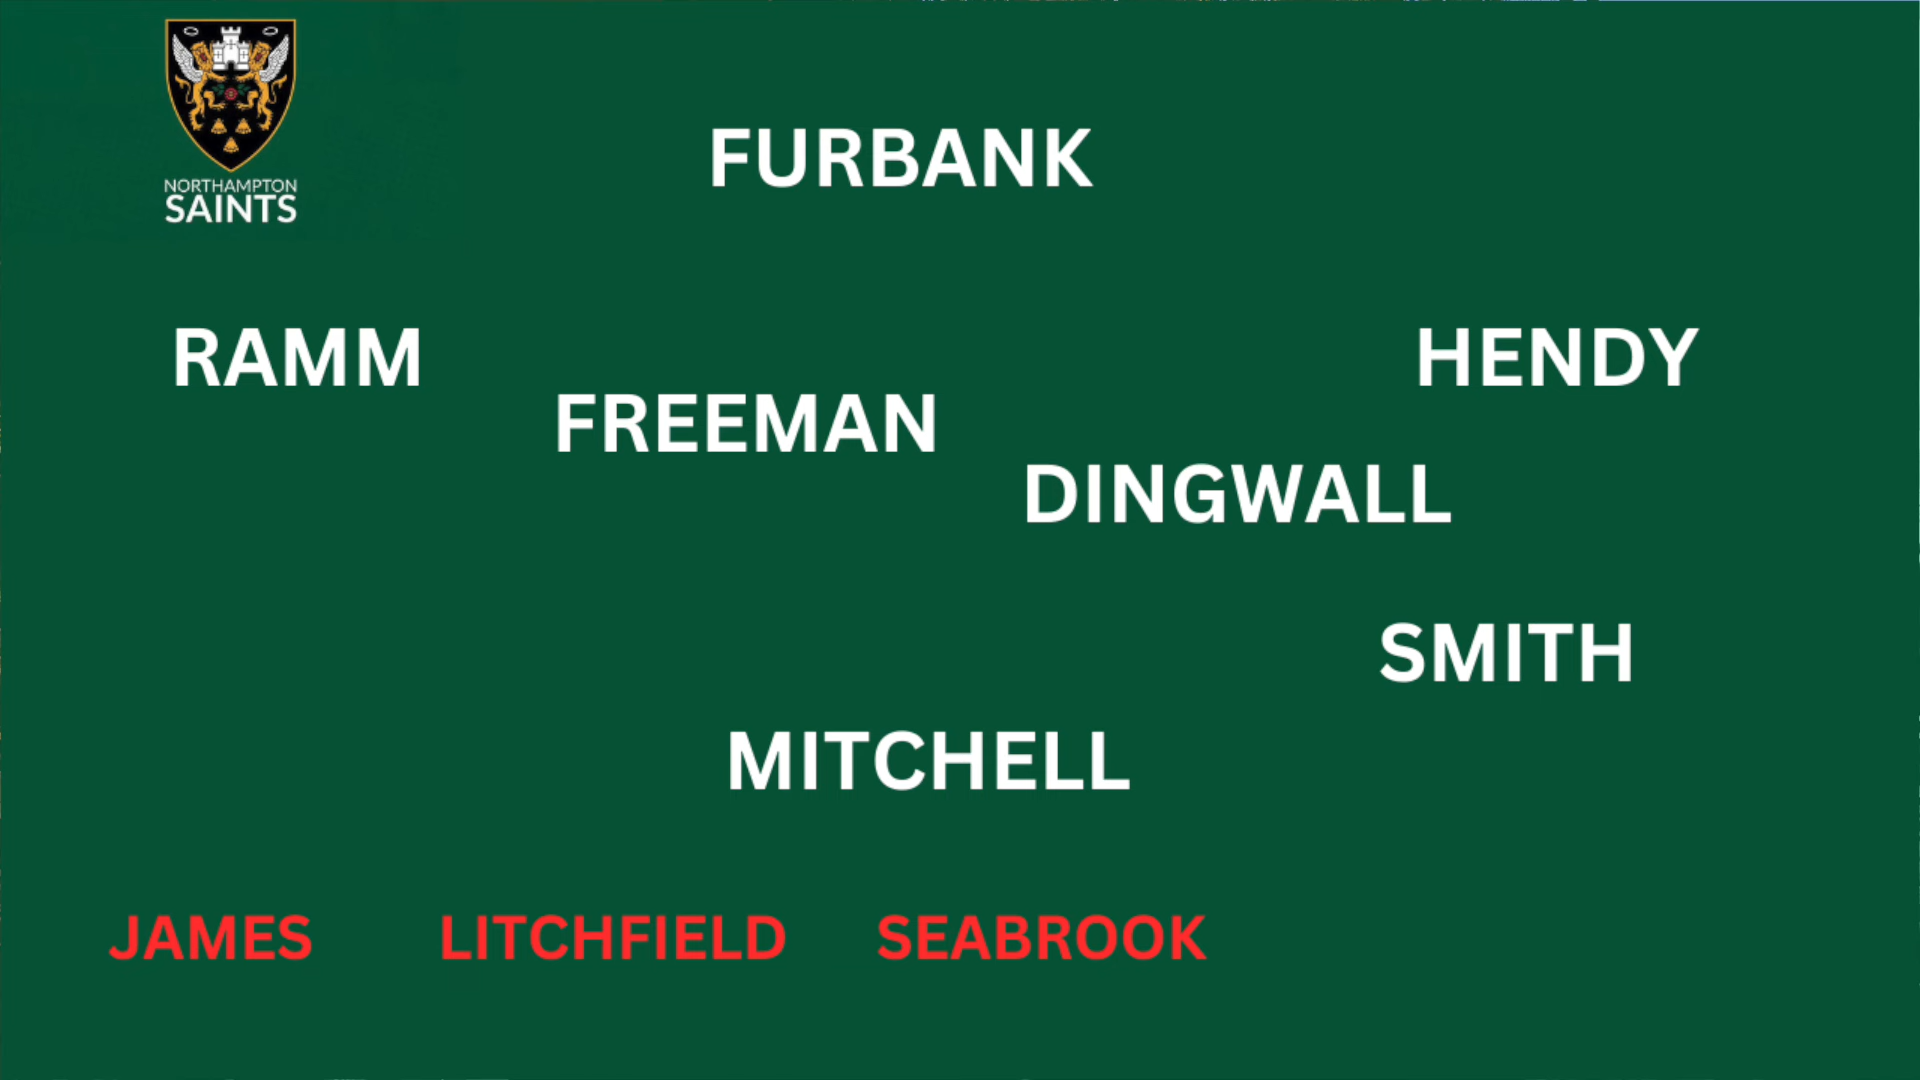 NORTHAMPTON
SAINTS
FURBANK
RAMM
HENDY
FREEMAN
DINGWALL
SMITH
MITCHELL
JAMES LITCHFIELD SEABROOK